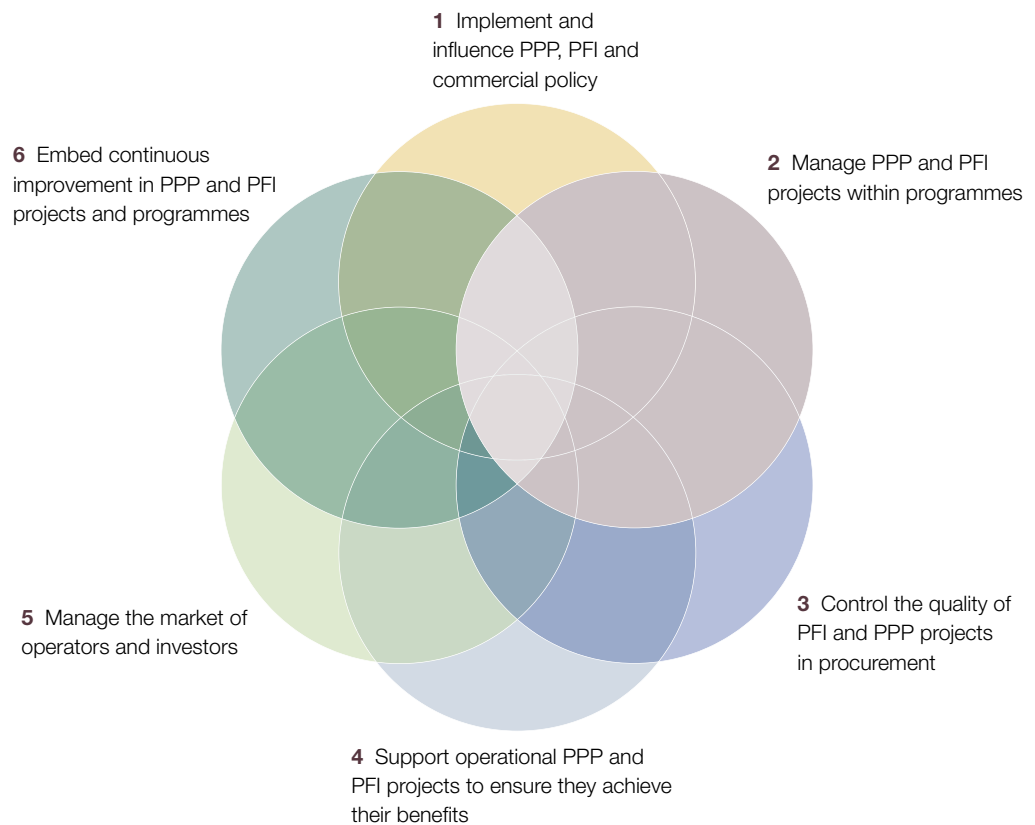 1 Implement and
influence PPP, PFI and
commercial policy
2 Manage PPP and PFI
projects within programmes
3 Control the quality of
PFI and PPP projects
in procurement
4 Support operational PPP and
PFI projects to ensure they achieve
their benefits
5 Manage the market of
operators and investors
6 Embed continuous
improvement in PPP and PFI
projects and programmes